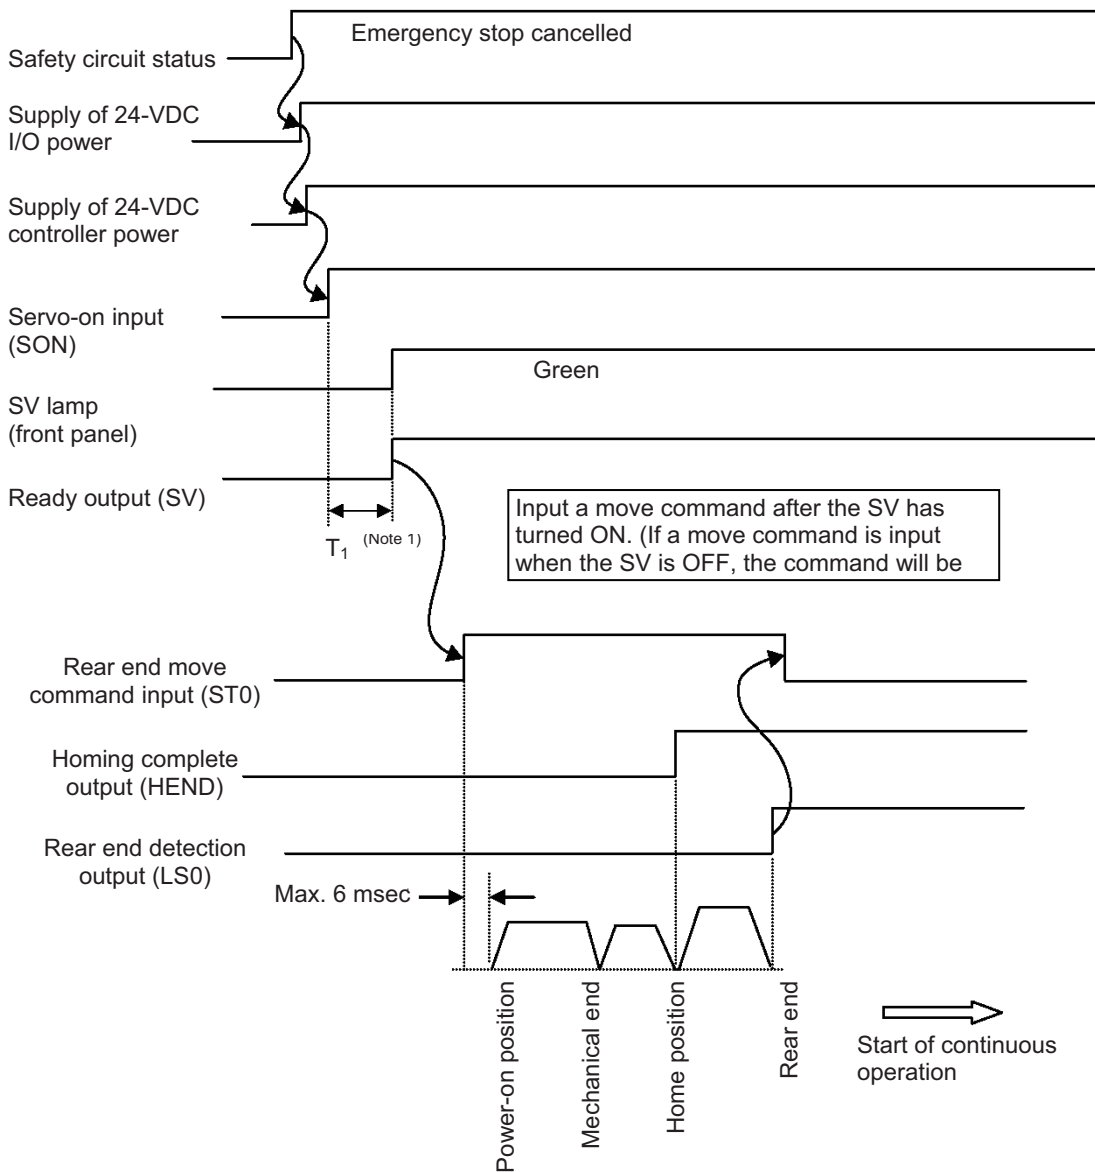 Emergency stop cancelled
Safety circuit status
Supply of 24-VDC
I/O power
Supply of 24-VDC
controller power
Servo-on input
(SON)
Green
SV lamp
(front panel)
Ready output (SV)
T1 (Note 1)
Input a move command after the SV has
turned ON. (If a move command is input
when the SV is OFF, the command will be
Rear end move
command input (ST0)
Homing complete
output (HEND)
Rear end detection
output (LS0)
Max. 6 msec
Power-on position
Mechanical end
Home position
Rear end
Start of continuous
operation